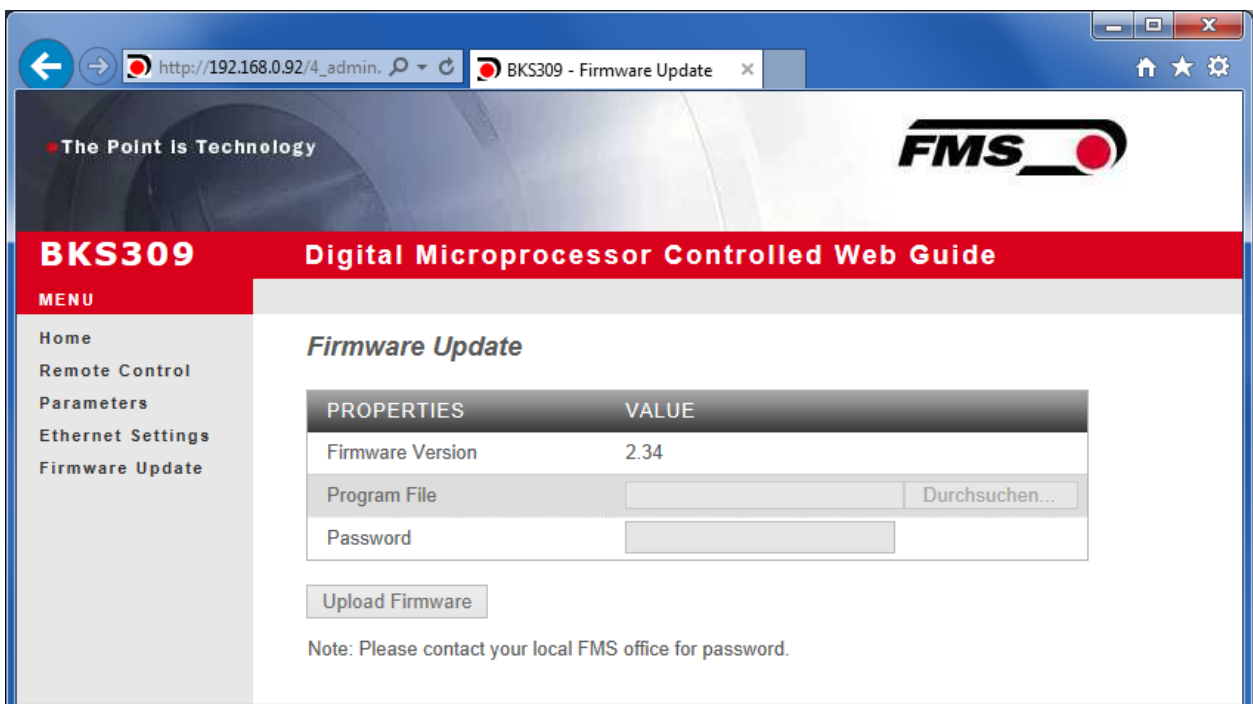 http://192.168.0.92/4_admin.
BKS309 - Firmware Update
The Point is Technology
FMS
BKS309 Digital Microprocessor Controlled Web Guide
MENU
Home
Remote Control
Parameters
Ethernet Settings
Firmware Update
Firmware Update
PROPERTIES VALUE
Firmware Version 2.34
Program File Durchsuchen...
Password
Upload Firmware
Note: Please contact your local FMS office for password.